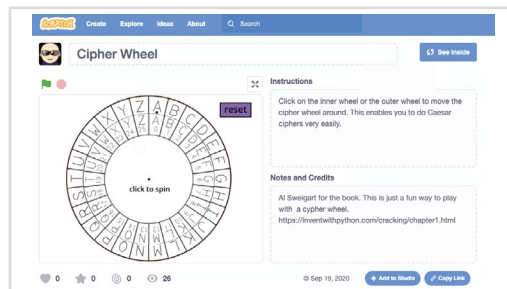 SCRATCH Create Explore Ideas About Search
Cipher Wheel
See inside
Instructions
reset
Click on the inner wheel or the outer wheel to move the
cipher wheel around. This enables you to do Caesar
ciphers very easily.
click to spin
Notes and Credits
Al Sweigart for the book. This is just a fun way to play
with a cypher wheel.
https://inventwithpython.com/cracking/chapter1.html
0 0 0 26
© Sep 19, 2020
Add to Studio
Copy Link
A B C D E F G H I J K L M N O P Q R S T U V W X Y Z